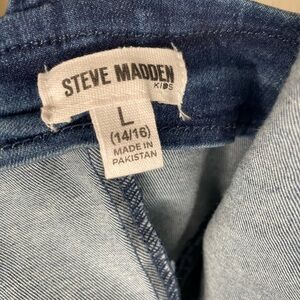 STEVE MADDEN
KIDS
L
(14/16)
MADE IN
PAKISTAN